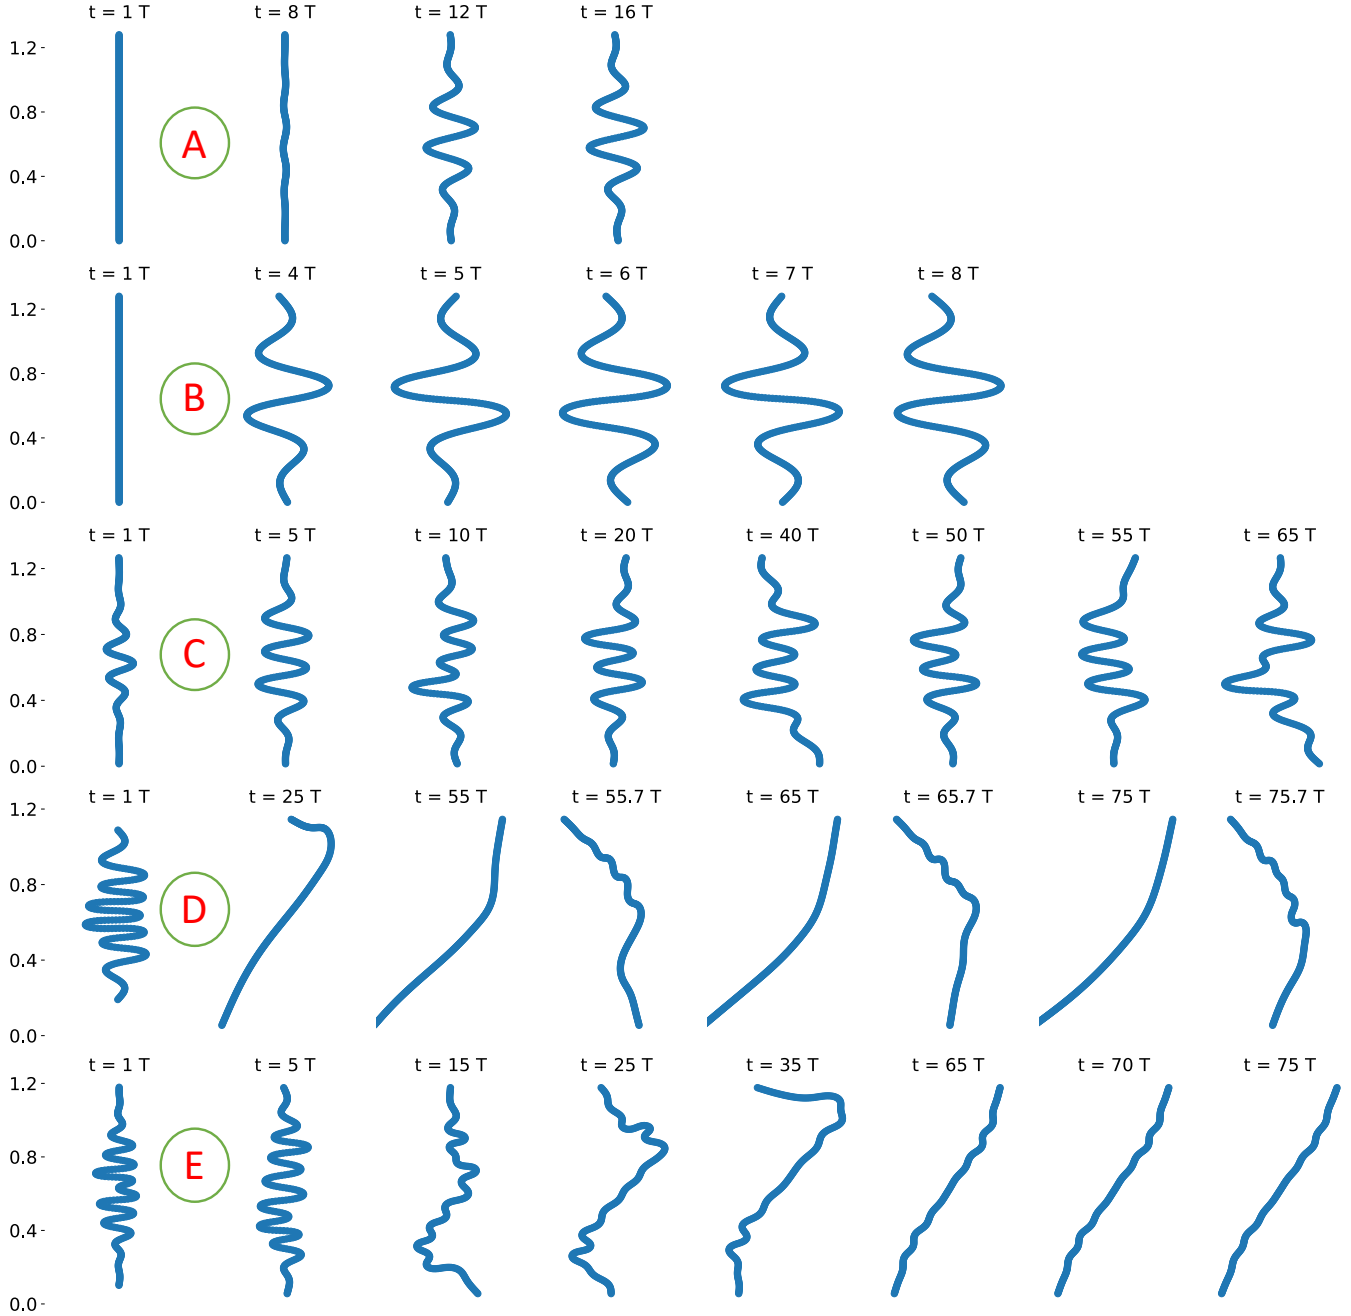 t = 1 T t = 8 T t = 12 T t = 16 T
1.2
0.8
A
0.4
0.0
t = 1 T t = 4 T t = 5 T t = 6 T t = 7 T t = 8 T
1.2
0.8
B
0.4
0.0
t = 1 T t = 5 T t = 10 T t = 20 T t = 40 T t = 50 T t = 55 T t = 65 T
1.2
0.8
C
0.4
0.0
t = 1 T t = 25 T t = 55 T t = 55.7 T t = 65 T t = 65.7 T t = 75 T t = 75.7 T
1.2
0.8
D
0.4
0.0
t = 1 T t = 5 T t = 15 T t = 25 T t = 35 T t = 65 T t = 70 T t = 75 T
1.2
0.8
E
0.4
0.0